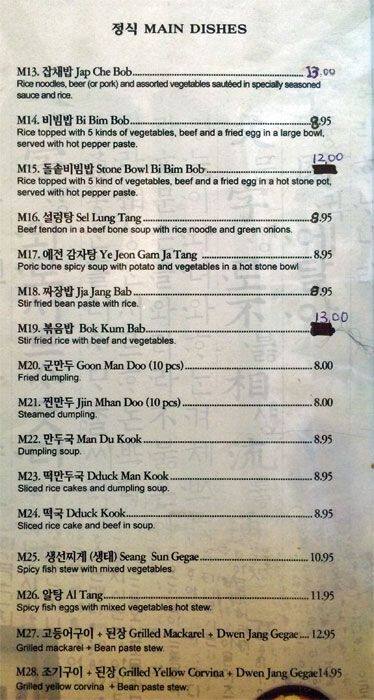 정식 MAIN DISHES
M13. 잡채밥 Jap Che Bob 13.00
Rice noodles, beer (or pork) and assorted vegetables sautéed in specially seasoned
sauce and rice.
M14. 비빔밥 Bi Bim Bob 8.95
Rice topped with 5 kinds of vegetables, beef and a fried egg in a large bowl,
served with hot pepper paste.
12,00
M15. 돌솥비빔밥 Stone Bowl Bi Bim Bob
Rice topped with 5 kind of vegetables, beef and a fried egg in a hot stone pot,
served with hot pepper paste.
M16. 설렁탕 Sel Lung Tang 8.95
Beef tendon in a beef bone soup with rice noodle and green onions.
M17. 예전 감자탕 Ye Jeon Gam Ja Tang 8.95
Poric bone spicy soup with potato and vegetables in a hot stone bowl
M18. 짜장밥 Jja Jang Bab 8.95
Stir fried bean paste with rice.
13,00
M19. 볶음밥 Bok Kum Bab
Stir fried rice with beef and vegetables.
M20. 군만두 Goon Man Doo (10 pcs) 8.00
Fried dumpling.
M21. 찐만두 Jjin Mhan Doo (10 pcs) 8.00
Steamed dumpling.
M22. 만두국 Man Du Kook 8.95
Dumpling soup.
M23. 떡만두국 Dduck Man Kook 8.95
Sliced rice cakes and dumpling soup.
M24. 떡국 Dduck Kook 8.95
Sliced rice cake and beef in soup.
M25. 생선찌게 (생태) Seang Sun Gegae 10.95
Spicy fish stew with mixed vegetables.
M26. 알탕 Al Tang 11.95
Spicy fish eggs with mixed vegetables hot stew.
M27. 고등어구이 + 된장 Grilled Mackarel + Dwen Jang Gegae 12.95
Grilled mackarel + Bean paste stew.
M28. 조기구이 + 된장 Grilled Yellow Corvina + Dwen Jang Gegae 14.95
Grilled yellow corvina + Bean paste stew.